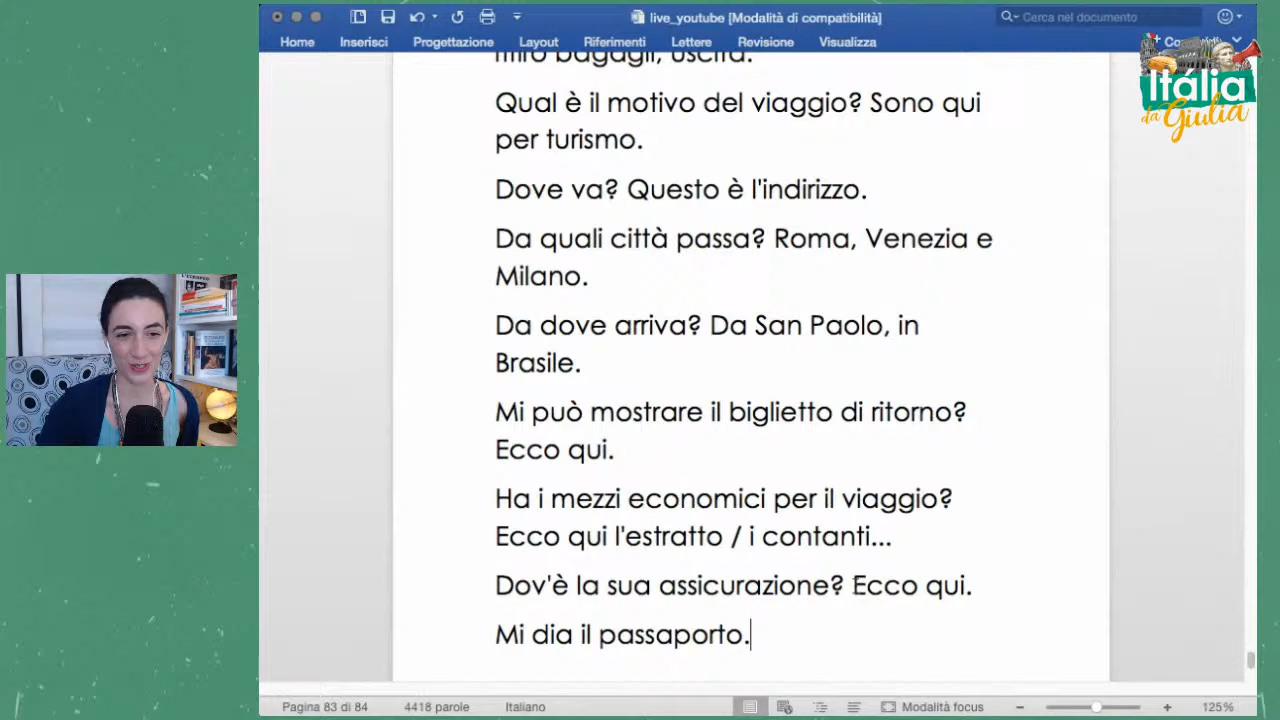 live_youtube [Modalità di compatibilità]
Cerca nel documento
Home Inserisci Progettazione Layout Riferimenti Lettere Revisione Visualizza
Itália
da Giulia
ritiro bagagli, uscita.
Qual è il motivo del viaggio? Sono qui
per turismo.
Dove va? Questo è l'indirizzo.
Da quali città passa? Roma, Venezia e
Milano.
Da dove arriva? Da San Paolo, in
Brasile.
Mi può mostrare il biglietto di ritorno?
Ecco qui.
Ha i mezzi economici per il viaggio?
Ecco qui l'estratto / i contanti...
Dov'è la sua assicurazione? Ecco qui.
Mi dia il passaporto.
Pagina 83 di 84 4418 parole Italiano Modalità focus 125%